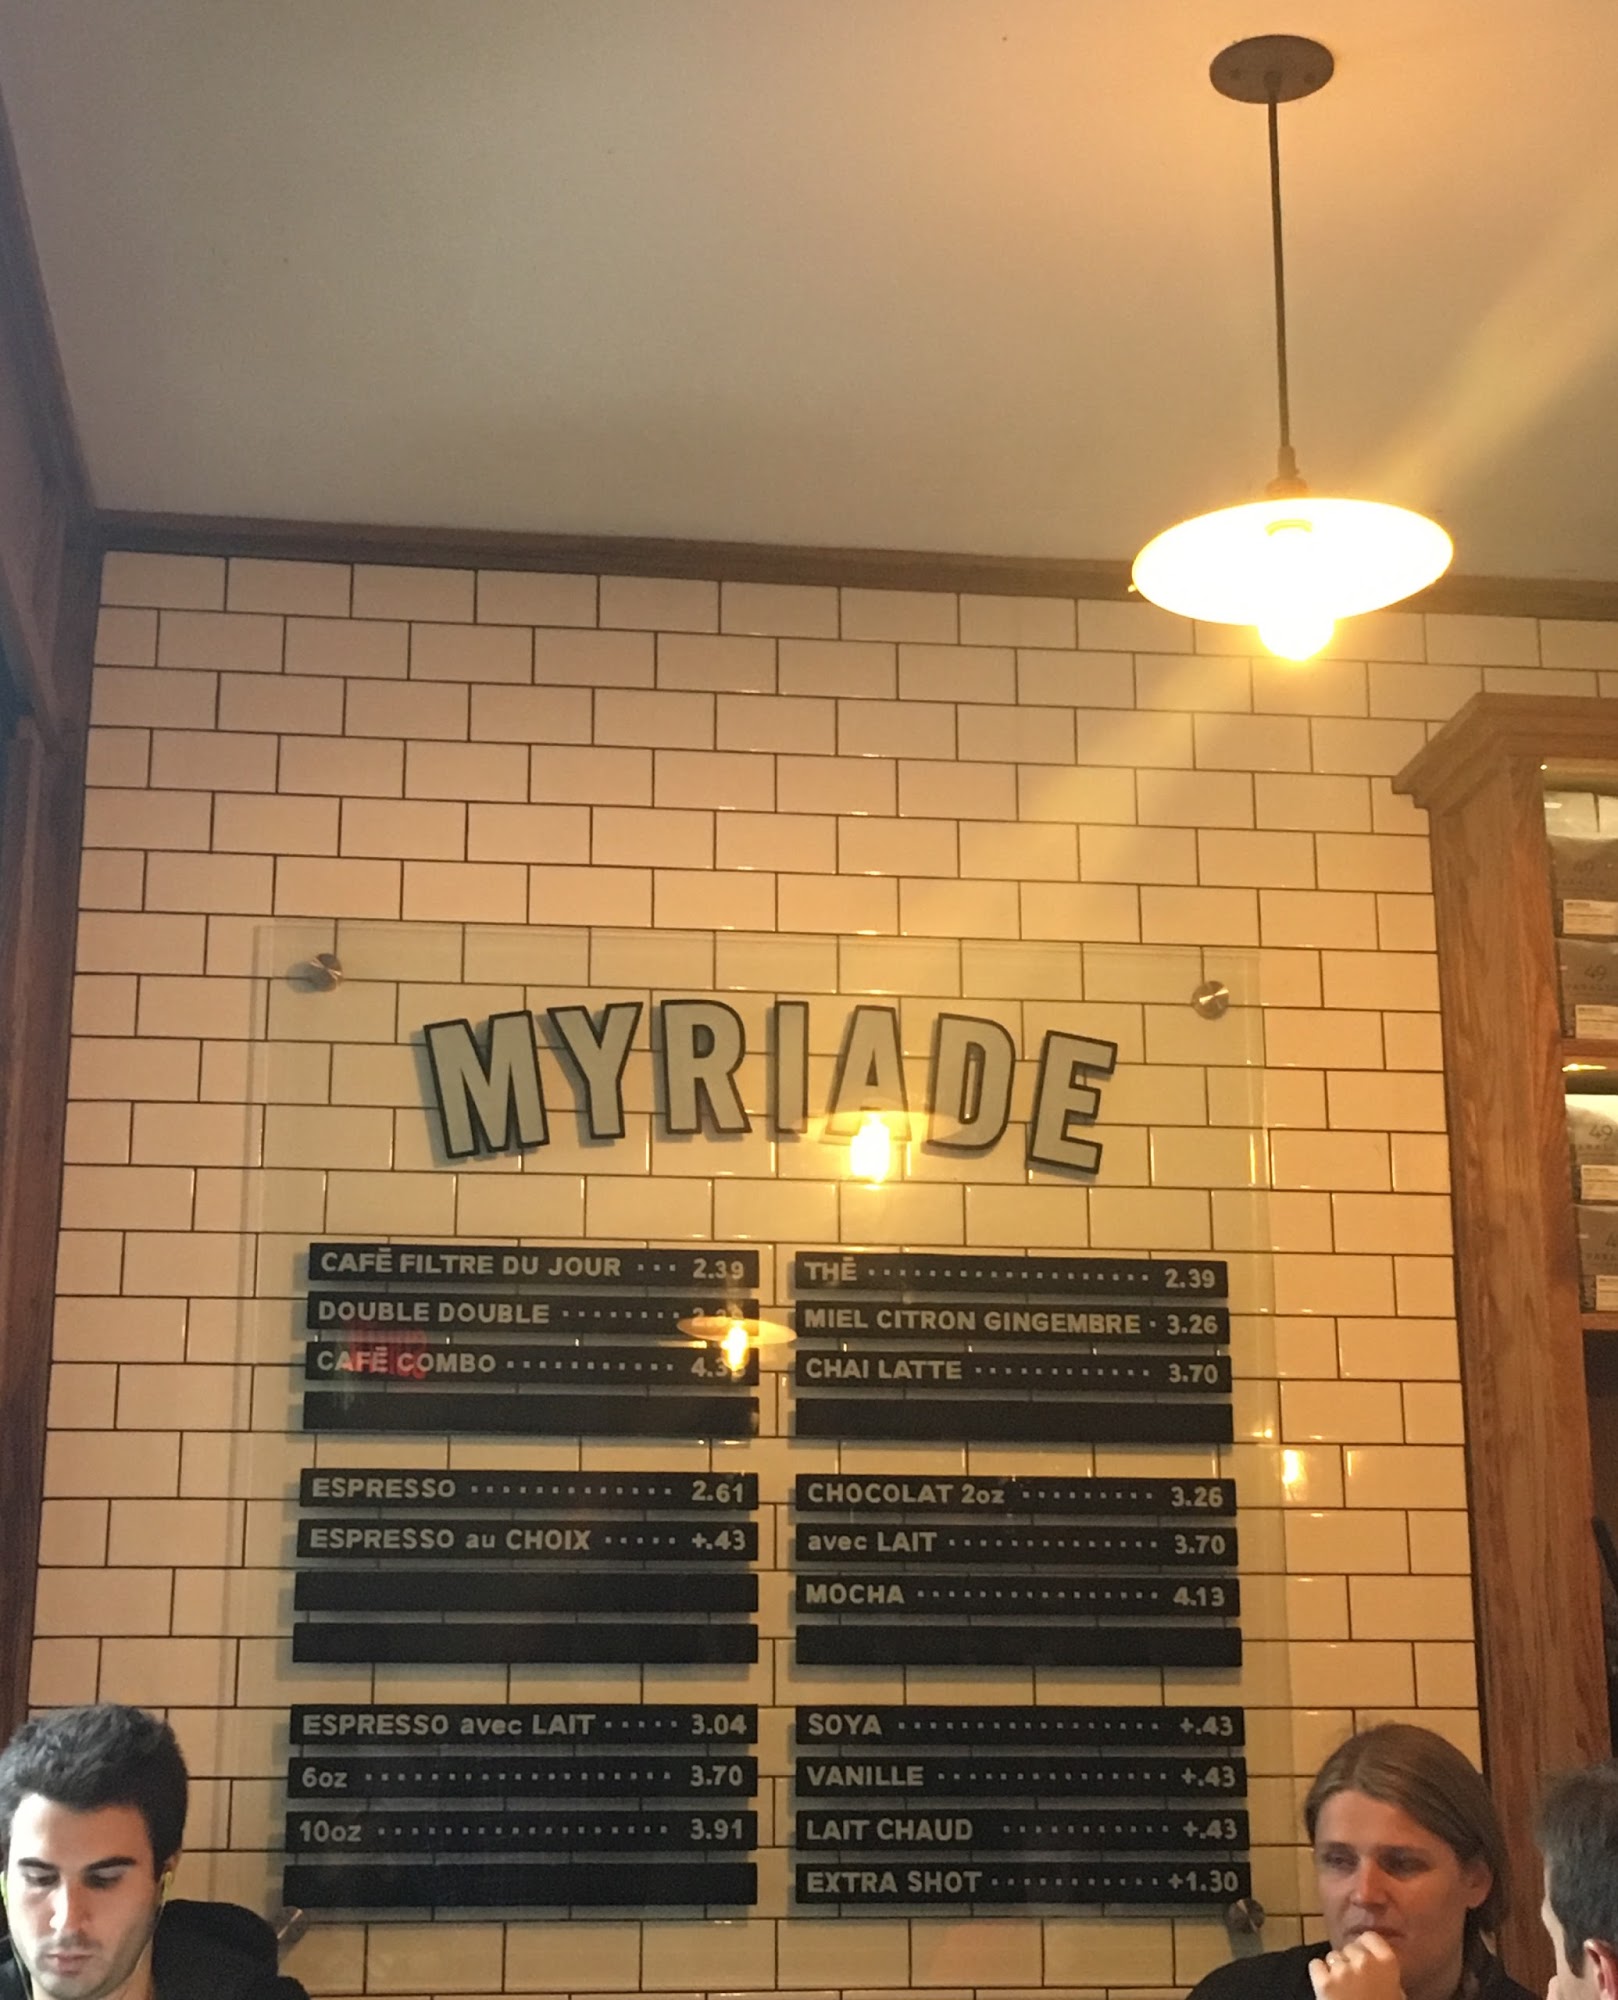 MYRIADE
CAFÉ FILTRE DU JOUR ··· 2.39
DOUBLE DOUBLE ········
CAFÉ COMBO ···········
ESPRESSO ············· 2.61
ESPRESSO au CHOIX ····· +.43
ESPRESSO avec LAIT ····· 3.04
6oz ···················· 3.70
10oz ··················· 3.91
THÉ ··················· 2.39
MIEL CITRON GINGEMBRE · 3.26
CHAI LATTE ············ 3.70
CHOCOLAT 2oz ········· 3.26
avec LAIT ·············· 3.70
MOCHA ················ 4.13
SOYA ················· +.43
VANILLE ··············· +.43
LAIT CHAUD ··········· +.43
EXTRA SHOT ··········· +1.30
49
49